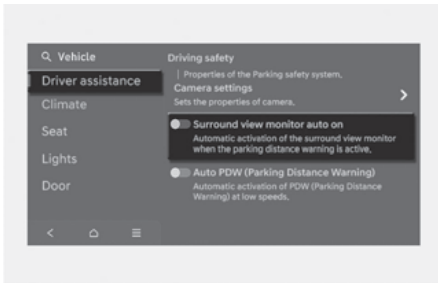 Vehicle
Driving safety
Driver assistance
| Properties of the Parking safety system.
Camera settings
Climate
Sets the properties of camera.
Surround view monitor auto on
Seat
Automatic activation of the surround view monitor
when the parking distance warning is active.
Lights
Auto PDW (Parking Distance Warning)
Door
Automatic activation of PDW (Parking Distance
Warning) at low speeds.